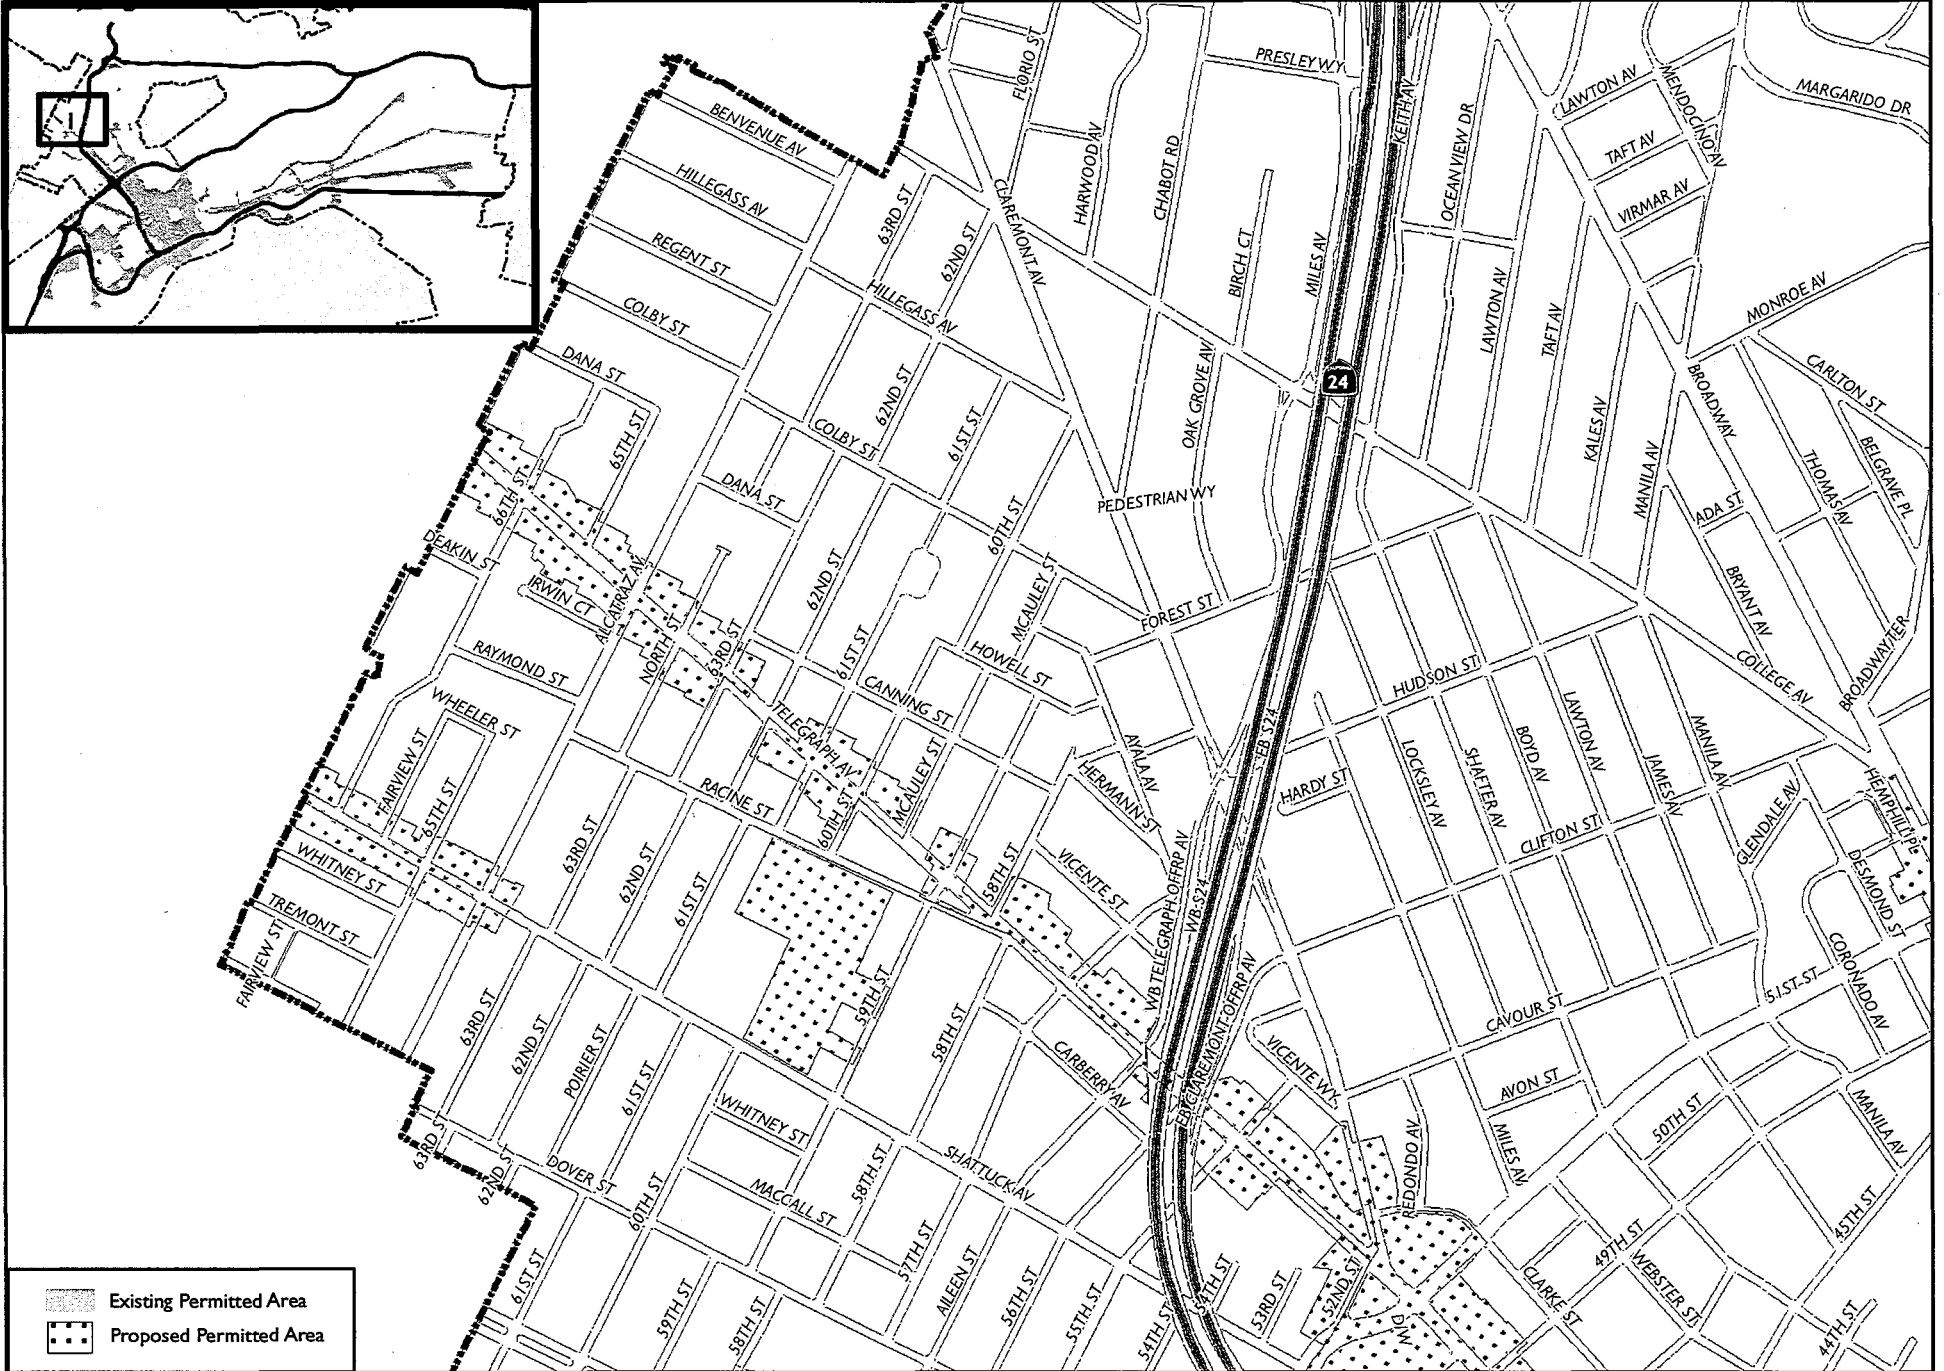 FLORIO ST
PRESLEY WY
KEITH AV
LAWTON AV
MENDOCINO AV
MARGARIDO DR
BENVENUE AV
HARWOOD AV
CHABOT RD
OCEAN VIEW DR
TAFT AV
VIRMAR AV
HILLEGASS AV
63RD ST
62ND ST
CLAREMONT AV
BIRCH CT
MILES AV
REGENT ST
HILLEGASS AV
LAWTON AV
TAFT AV
MONROE AV
COLBY ST
DANA ST
62ND ST
OAK GROVE AV
24
BROADWAY
CARLTON ST
65TH ST
COLBY ST
61ST ST
KALES AV
MANILA AV
THOMAS AV
BELGRAVE PL
66TH ST
DANA ST
PEDESTRIAN WY
ADA ST
DEAKIN ST
60TH ST
IRWIN CT
ALCATRAZ AV
62ND ST
MCAULEY ST
FOREST ST
BRYANT AV
RAYMOND ST
NORTH ST
63RD ST
61ST ST
HOWELL ST
HUDSON ST
COLLEGE AV
BROADWAY TER
WHEELER ST
CANNING ST
TELEGRAPH AV
FAIRVIEW ST
65TH ST
RACINE ST
60TH ST
MCAULEY ST
AYALA AV
HERMANN ST
EB S24
HARDY ST
LOCKSLEY AV
SHAFTER AV
BOYD AV
LAWTON AV
JAMES AV
MANILA AV
GLENDALE AV
HEMPHILL PL
CLIFTON ST
WHITNEY ST
63RD ST
62ND ST
61ST ST
58TH ST
VICENTE ST
WB TELEGRAPH OFFRP AV
WB S24
DESMOND ST
TREMONT ST
FAIRVIEW ST
59TH ST
EB CLAREMONT OFFRP AV
CORONADO AV
51ST ST
63RD ST
62ND ST
POIRIER ST
61ST ST
58TH ST
CARBERRY AV
VICENTE WY
CAVOUR ST
AVON ST
WHITNEY ST
REDONDO AV
MILES AV
50TH ST
MANILA AV
63RD ST
62ND ST
DOVER ST
60TH ST
MACCALL ST
58TH ST
SHATTUCK AV
45TH ST
61ST ST
59TH ST
58TH ST
57TH ST
AILEEN ST
56TH ST
55TH ST
54TH ST
54TH ST
53RD ST
52ND ST
CLARKE ST
49TH ST
WEBSTER ST
44TH ST
Existing Permitted Area
Proposed Permitted Area